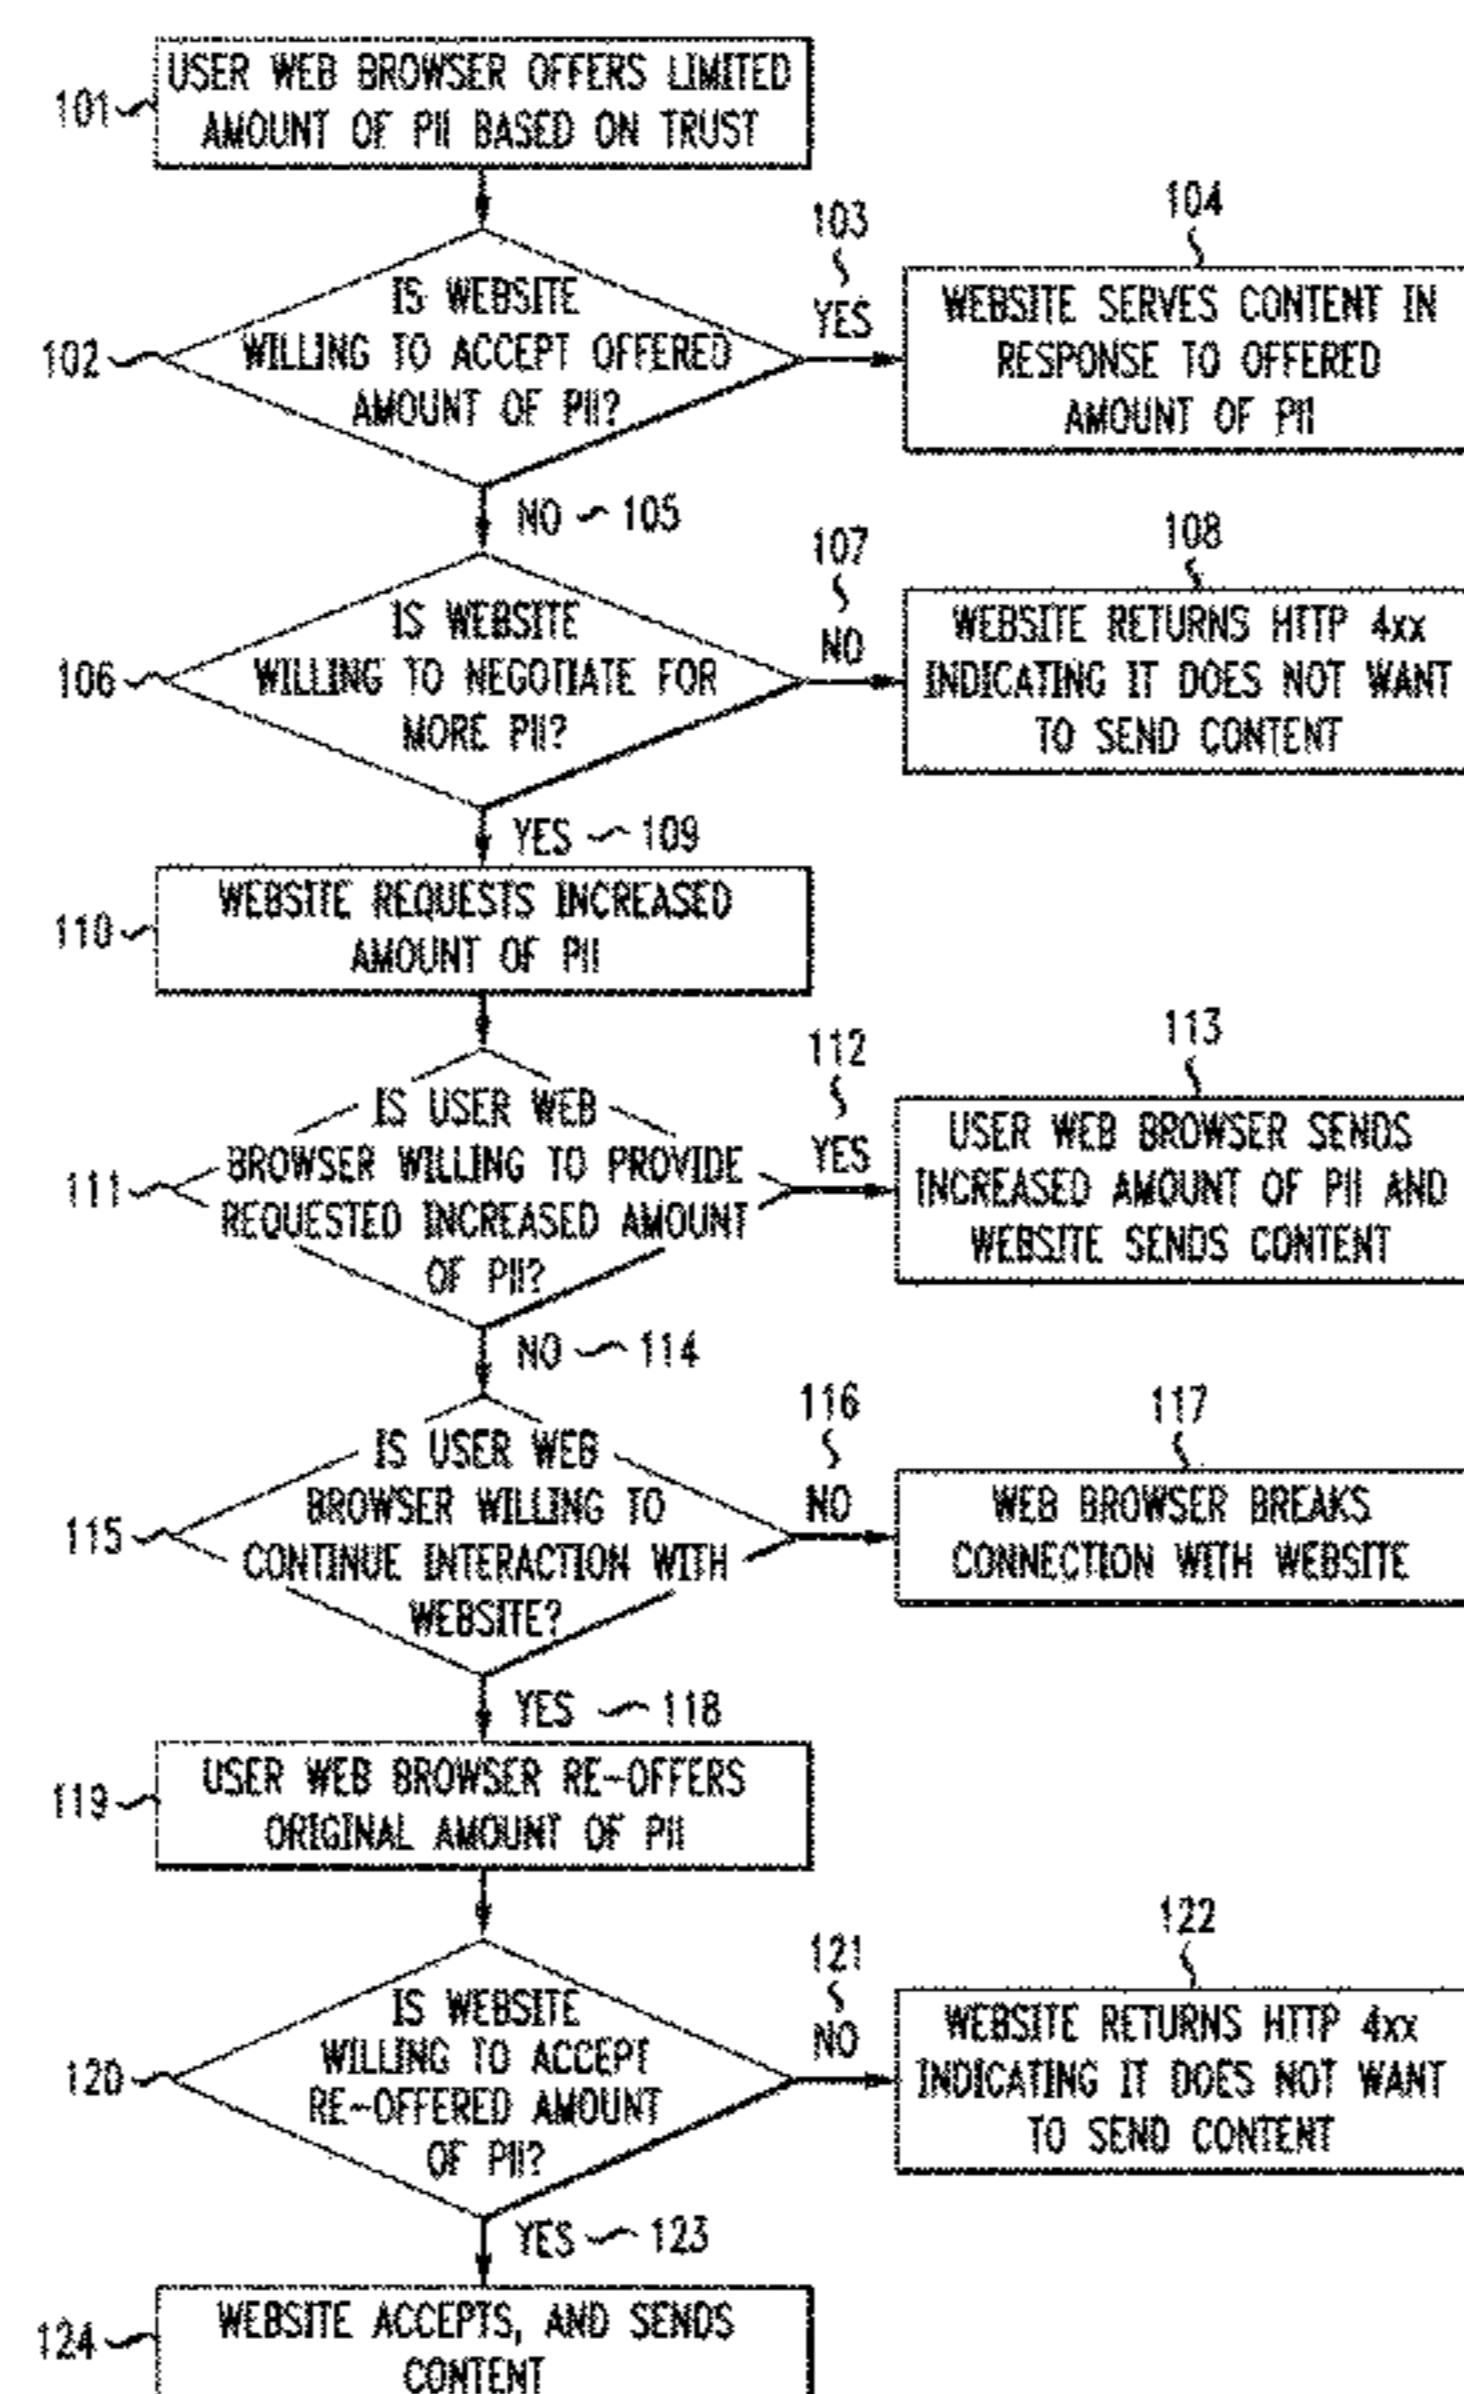 USER WEB BROWSER OFFERS LIMITED
AMOUNT OF PII BASED ON TRUST
101
IS WEBSITE
WILLING TO ACCEPT OFFERED
AMOUNT OF PII?
102
103
YES
104
WEBSITE SERVES CONTENT IN
RESPONSE TO OFFERED
AMOUNT OF PII
NO 105
IS WEBSITE
WILLING TO NEGOTIATE FOR
MORE PII?
106
107
NO
108
WEBSITE RETURNS HTTP 4xx
INDICATING IT DOES NOT WANT
TO SEND CONTENT
YES 109
WEBSITE REQUESTS INCREASED
AMOUNT OF PII
110
IS USER WEB
BROWSER WILLING TO PROVIDE
REQUESTED INCREASED AMOUNT
OF PII?
111
112
YES
113
USER WEB BROWSER SENDS
INCREASED AMOUNT OF PII AND
WEBSITE SENDS CONTENT
NO 114
IS USER WEB
BROWSER WILLING TO
CONTINUE INTERACTION WITH
WEBSITE?
115
116
NO
117
WEB BROWSER BREAKS
CONNECTION WITH WEBSITE
YES 118
USER WEB BROWSER RE-OFFERS
ORIGINAL AMOUNT OF PII
119
IS WEBSITE
WILLING TO ACCEPT
RE-OFFERED AMOUNT
OF PII?
120
121
NO
122
WEBSITE RETURNS HTTP 4xx
INDICATING IT DOES NOT WANT
TO SEND CONTENT
YES 123
WEBSITE ACCEPTS, AND SENDS
CONTENT
124